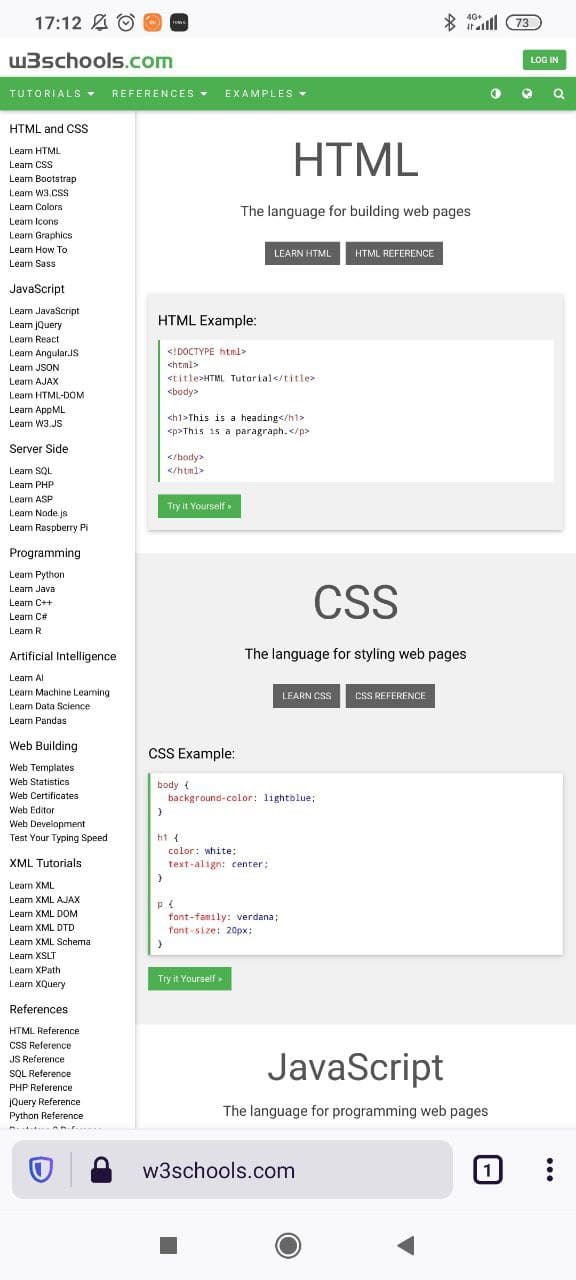 17:12
4G+
73
w3schools.com
LOG IN
TUTORIALS REFERENCES EXAMPLES
HTML and CSS
Learn HTML
Learn CSS
Learn Bootstrap
Learn W3.CSS
Learn Colors
Learn Icons
Learn Graphics
Learn How To
Learn Sass
JavaScript
Learn JavaScript
Learn jQuery
Learn React
Learn AngularJS
Learn JSON
Learn AJAX
Learn HTML-DOM
Learn AppML
Learn W3.JS
Server Side
Learn SQL
Learn PHP
Learn ASP
Learn Node.js
Learn Raspberry Pi
Programming
Learn Python
Learn Java
Learn C++
Learn C#
Learn R
Artificial Intelligence
Learn AI
Learn Machine Learning
Learn Data Science
Learn Pandas
Web Building
Web Templates
Web Statistics
Web Certificates
Web Editor
Web Development
Test Your Typing Speed
XML Tutorials
Learn XML
Learn XML AJAX
Learn XML DOM
Learn XML DTD
Learn XML Schema
Learn XSLT
Learn XPath
Learn XQuery
References
HTML Reference
CSS Reference
JS Reference
SQL Reference
PHP Reference
jQuery Reference
Python Reference
HTML
The language for building web pages
LEARN HTML HTML REFERENCE
HTML Example:
<!DOCTYPE html>
<html>
<title>HTML Tutorial</title>
<body>
<h1>This is a heading</h1>
<p>This is a paragraph.</p>
</body>
</html>
Try it Yourself »
CSS
The language for styling web pages
LEARN CSS CSS REFERENCE
CSS Example:
body {
background-color: lightblue;
}
h1 {
color: white;
text-align: center;
}
p {
font-family: verdana;
font-size: 20px;
}
Try it Yourself »
JavaScript
The language for programming web pages
w3schools.com
1